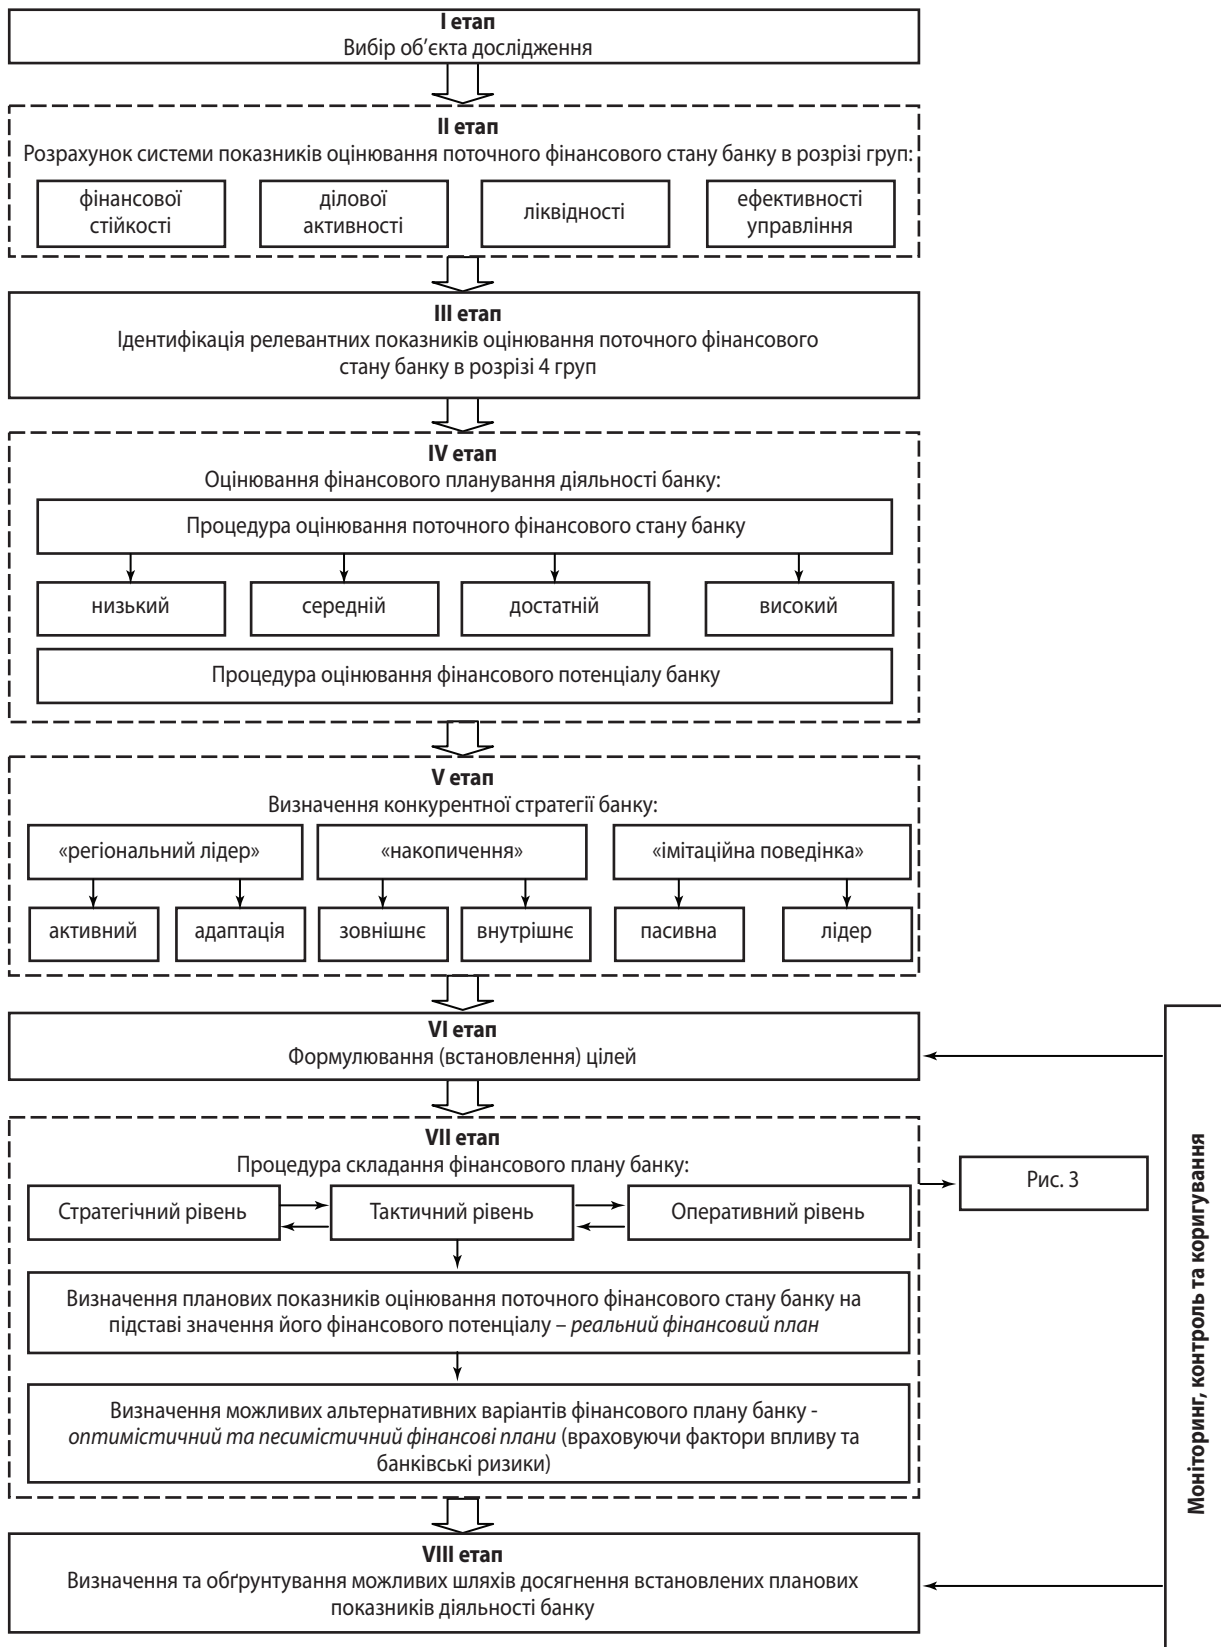 I етап
Вибір об’єкта дослідження
II етап
Розрахунок системи показників оцінювання поточного фінансового стану банку в розрізі груп:
фінансової
стійкості
ділової
активності
ліквідності
ефективності
управління
III етап
Ідентифікація релевантних показників оцінювання поточного фінансового
стану банку в розрізі 4 груп
IV етап
Оцінювання фінансового планування діяльності банку:
Процедура оцінювання поточного фінансового стану банку
низький
середній
достатній
високий
Процедура оцінювання фінансового потенціалу банку
V етап
Визначення конкурентної стратегії банку:
«регіональний лідер»
«накопичення»
«імітаційна поведінка»
активний
адаптація
зовнішнє
внутрішнє
пасивна
лідер
VI етап
Формулювання (встановлення) цілей
VII етап
Процедура складання фінансового плану банку:
Стратегічний рівень
Тактичний рівень
Оперативний рівень
Рис. 3
Визначення планових показників оцінювання поточного фінансового стану банку на
підставі значення його фінансового потенціалу – реальний фінансовий план
Визначення можливих альтернативних варіантів фінансового плану банку -
оптимістичний та песимістичний фінансові плани (враховуючи фактори впливу та
банківські ризики)
VIII етап
Визначення та обґрунтування можливих шляхів досягнення встановлених планових
показників діяльності банку
Моніторинг, контроль та коригування